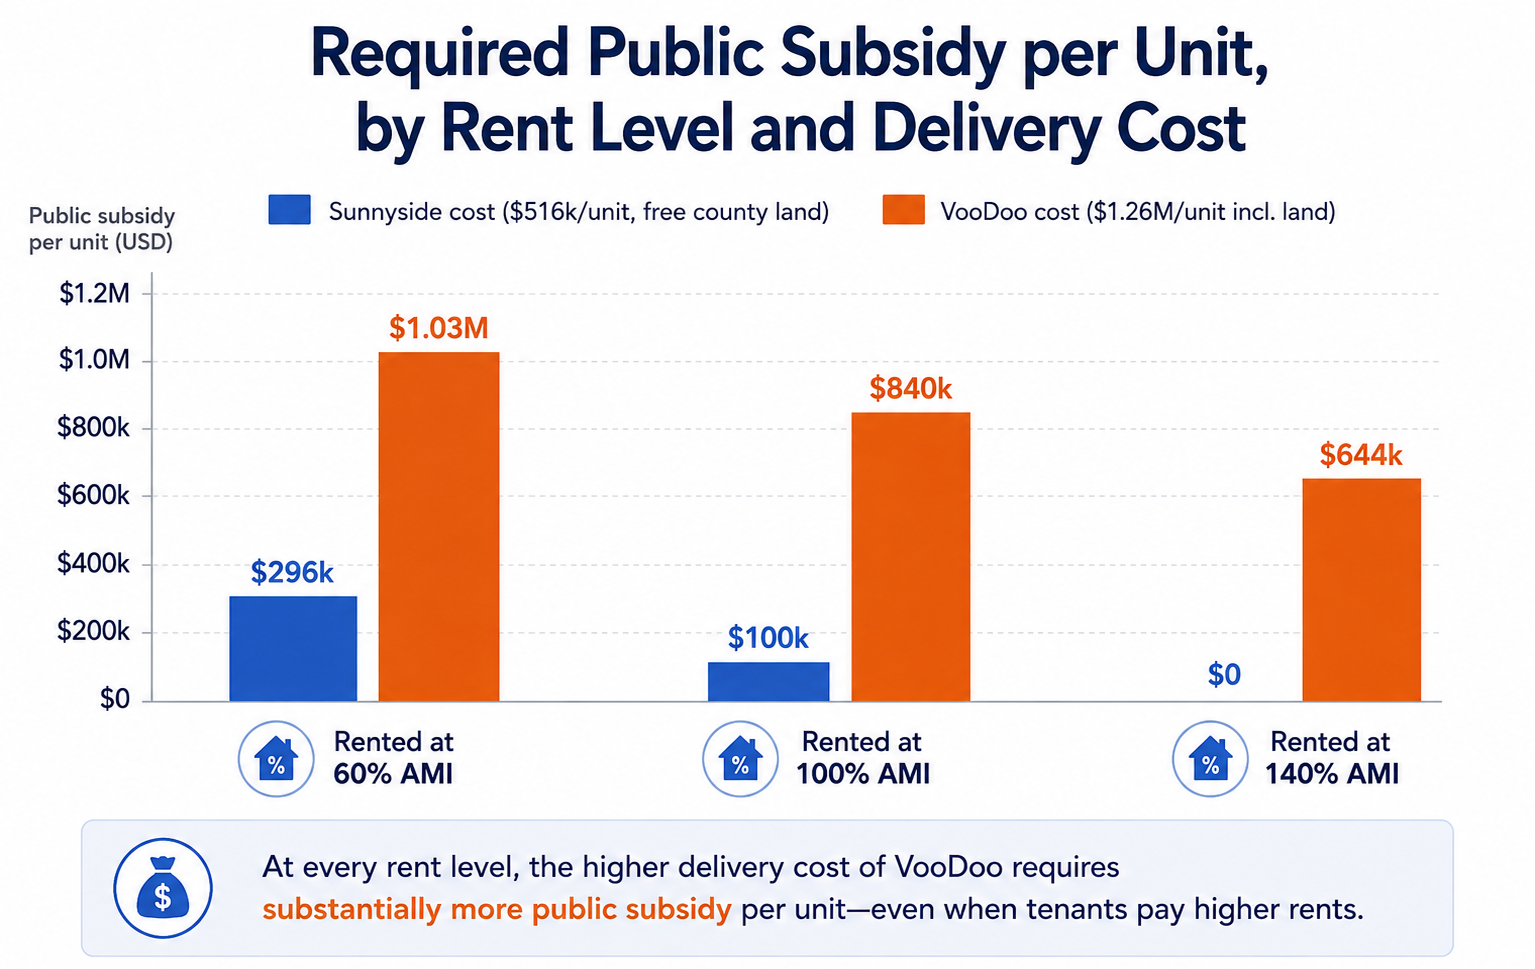 Required Public Subsidy per Unit,
by Rent Level and Delivery Cost
Public subsidy
per unit (USD)
Sunnyside cost ($516k/unit, free county land)
VooDoo cost ($1.26M/unit incl. land)
$1.2M
$1.0M
$800k
$600k
$400k
$200k
$0
$296k
$1.03M
$100k
$840k
$0
$644k
%
Rented at
60% AMI
%
Rented at
100% AMI
%
Rented at
140% AMI
$
At every rent level, the higher delivery cost of VooDoo requires
substantially more public subsidy per unit—even when tenants pay higher rents.